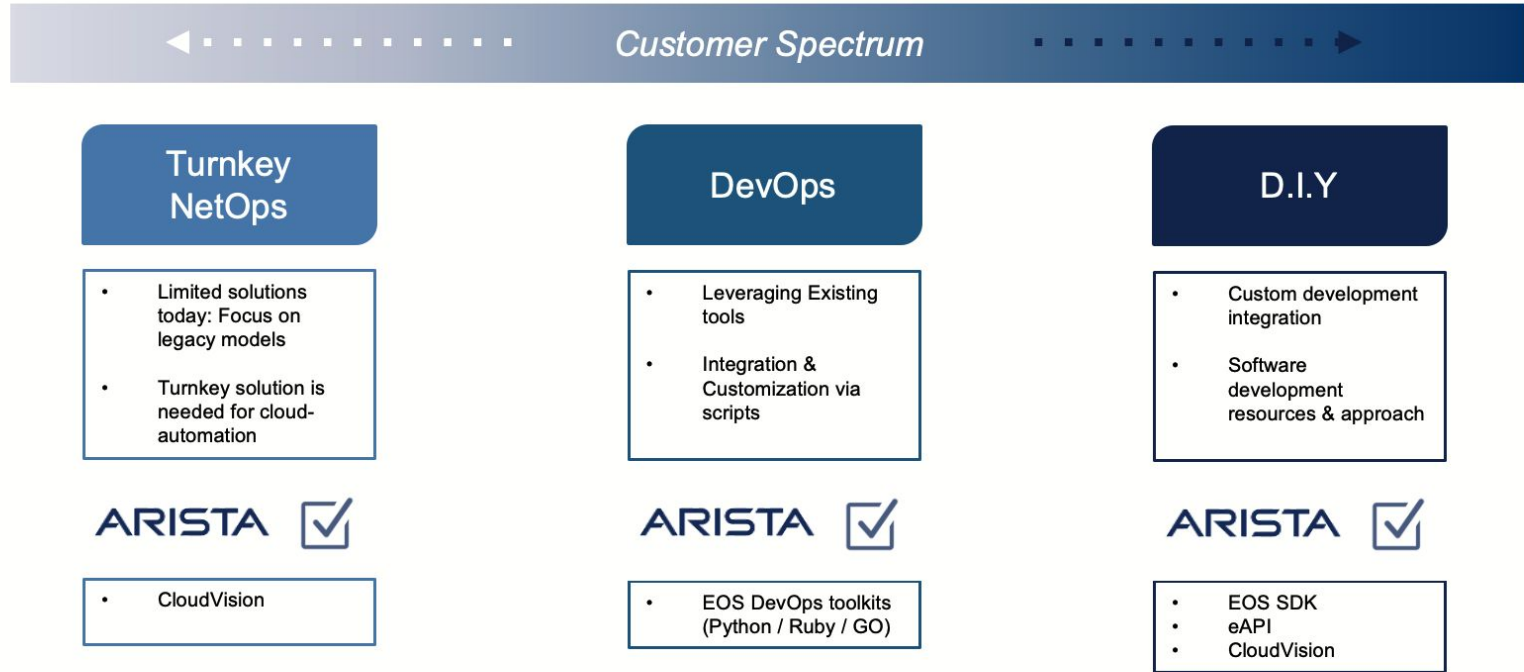 Customer Spectrum
Turnkey
NetOps
• Limited solutions
today: Focus on
legacy models
• Turnkey solution is
needed for cloud-
automation
ARISTA
• CloudVision
DevOps
• Leveraging Existing
tools
• Integration &
Customization via
scripts
ARISTA
• EOS DevOps toolkits
(Python / Ruby / GO)
D.I.Y
• Custom development
integration
• Software
development
resources & approach
ARISTA
• EOS SDK
• eAPI
• CloudVision